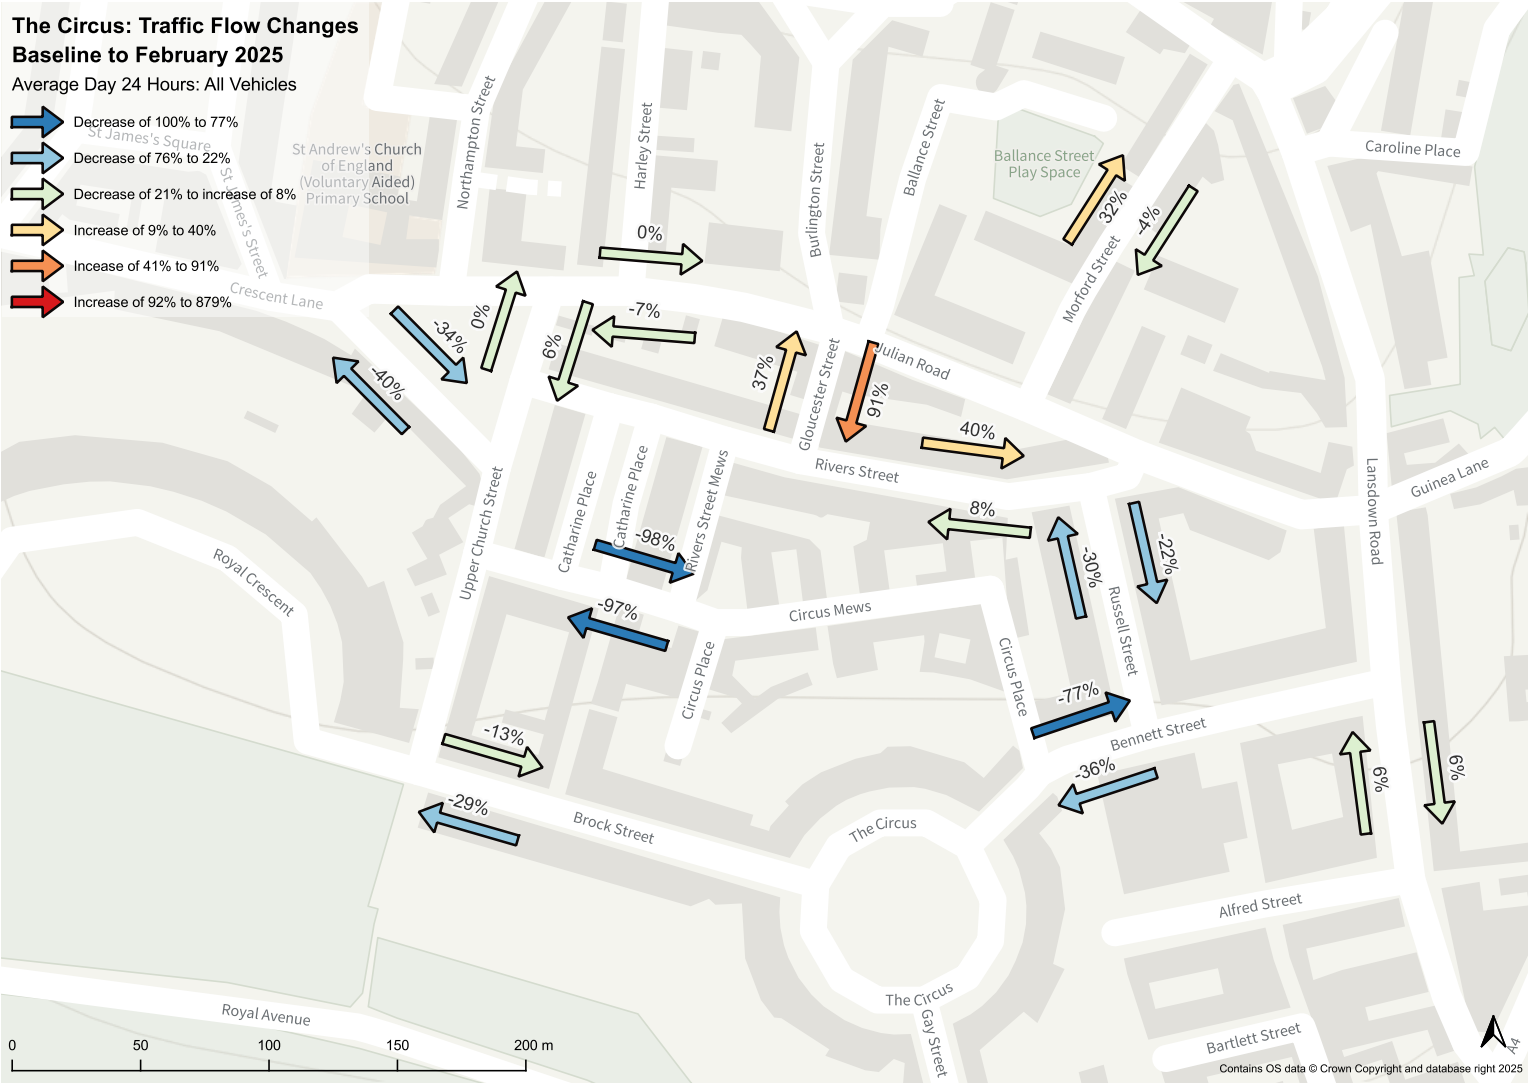 The Circus: Traffic Flow Changes
Baseline to February 2025
Average Day 24 Hours: All Vehicles
Decrease of 100% to 77%
Decrease of 76% to 22%
Decrease of 21% to increase of 8%
Increase of 9% to 40%
Incease of 41% to 91%
Increase of 92% to 879%
St James's Square
St James's Street
St Andrew's Church
of England
(Voluntary Aided)
Primary School
Northampton Street
Harley Street
Burlington Street
Ballance Street
Ballance Street
Play Space
Caroline Place
Morford Street
32%
-4%
Crescent Lane
0%
-7%
0%
6%
-34%
-40%
37%
Gloucester Street
91%
Julian Road
40%
Rivers Street
8%
Lansdown Road
Guinea Lane
Upper Church Street
Catharine Place
Catharine Place
Rivers Street Mews
-98%
-97%
-30%
-22%
Royal Crescent
Circus Mews
Russell Street
Circus Place
Circus Place
-77%
Bennett Street
-36%
-13%
-29%
Brock Street
6%
6%
The Circus
Alfred Street
The Circus
Gay Street
Royal Avenue
Bartlett Street
A4
0
50
100
150
200 m
Contains OS data © Crown Copyright and database right 2025